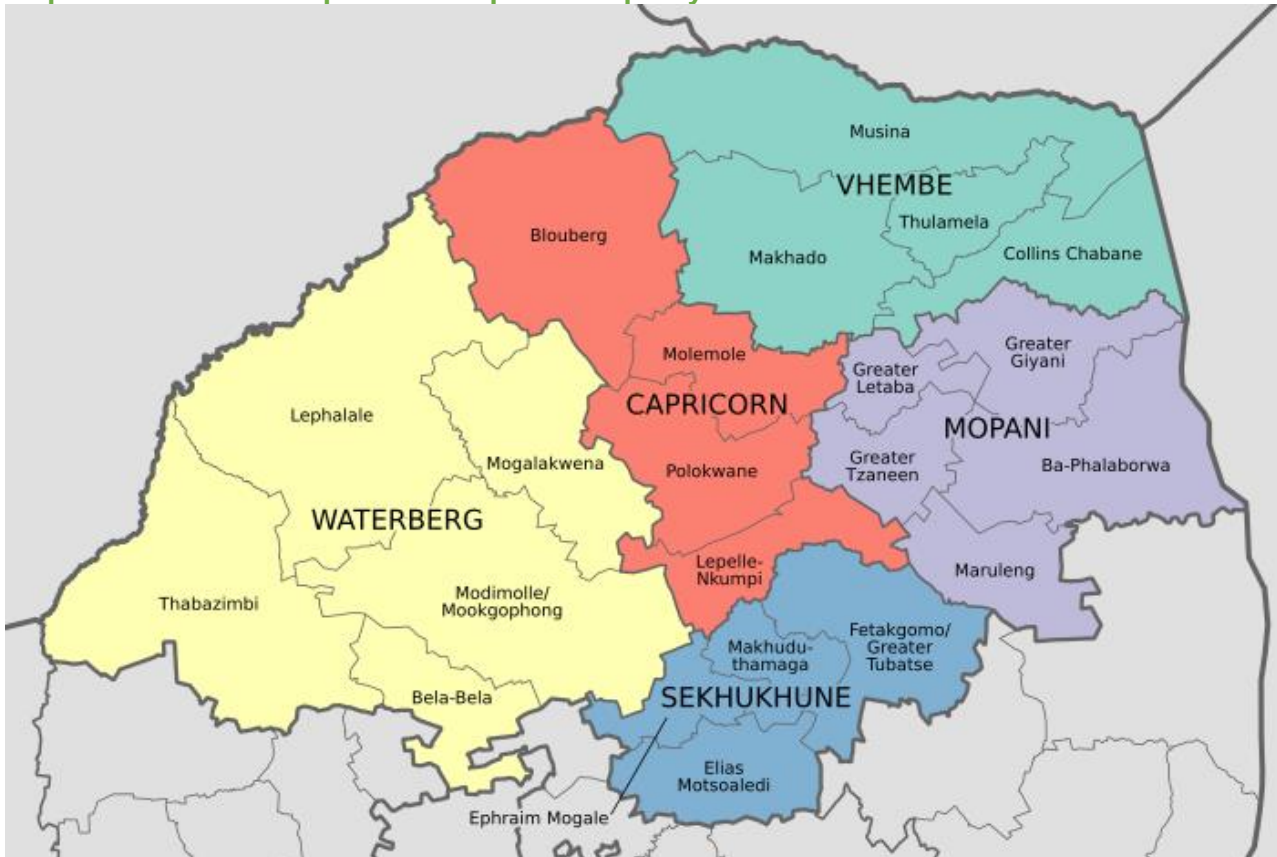 Musina
VHEMBE
Thulamela
Blouberg
Makhado
Collins Chabane
Molemole
Greater
Letaba
Greater
Giyani
CAPRICORN
Lephalale
MOPANI
Mogalakwena
Polokwane
Greater
Tzaneen
Ba-Phalaborwa
WATERBERG
Lepelle-
Nkumpi
Maruleng
Thabazimbi
Modimolle/
Mookgophong
Makhudu-
thamaga
Fetakgomo/
Greater
Tubatse
Bela-Bela
SEKHUKHUNE
Elias
Motsoaledi
Ephraim Mogale